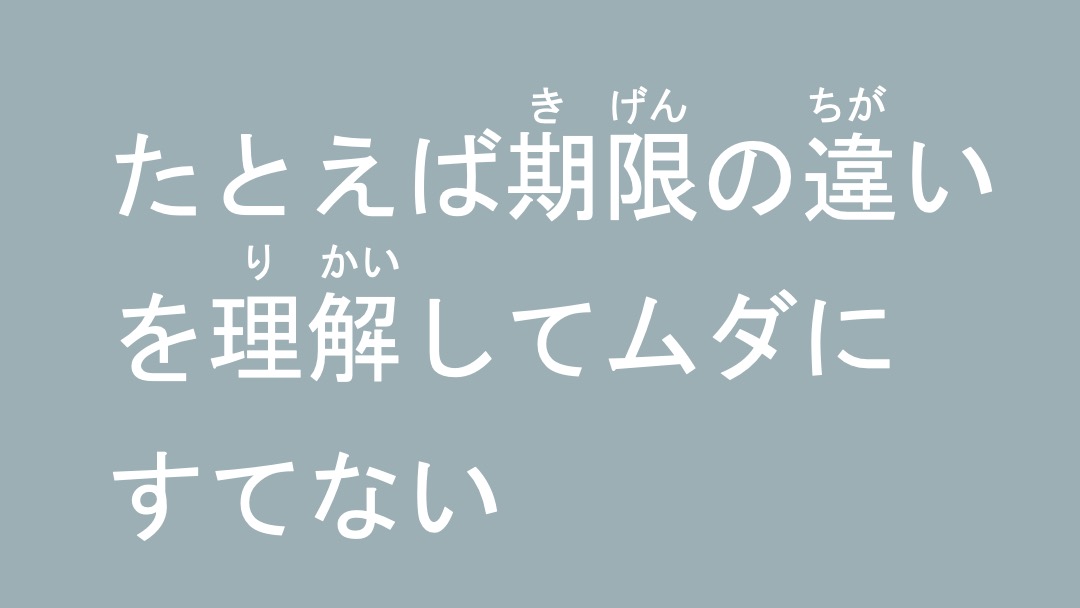 き げん ちが
たとえば期限の違い
り かい
を理解してムダに
すてない